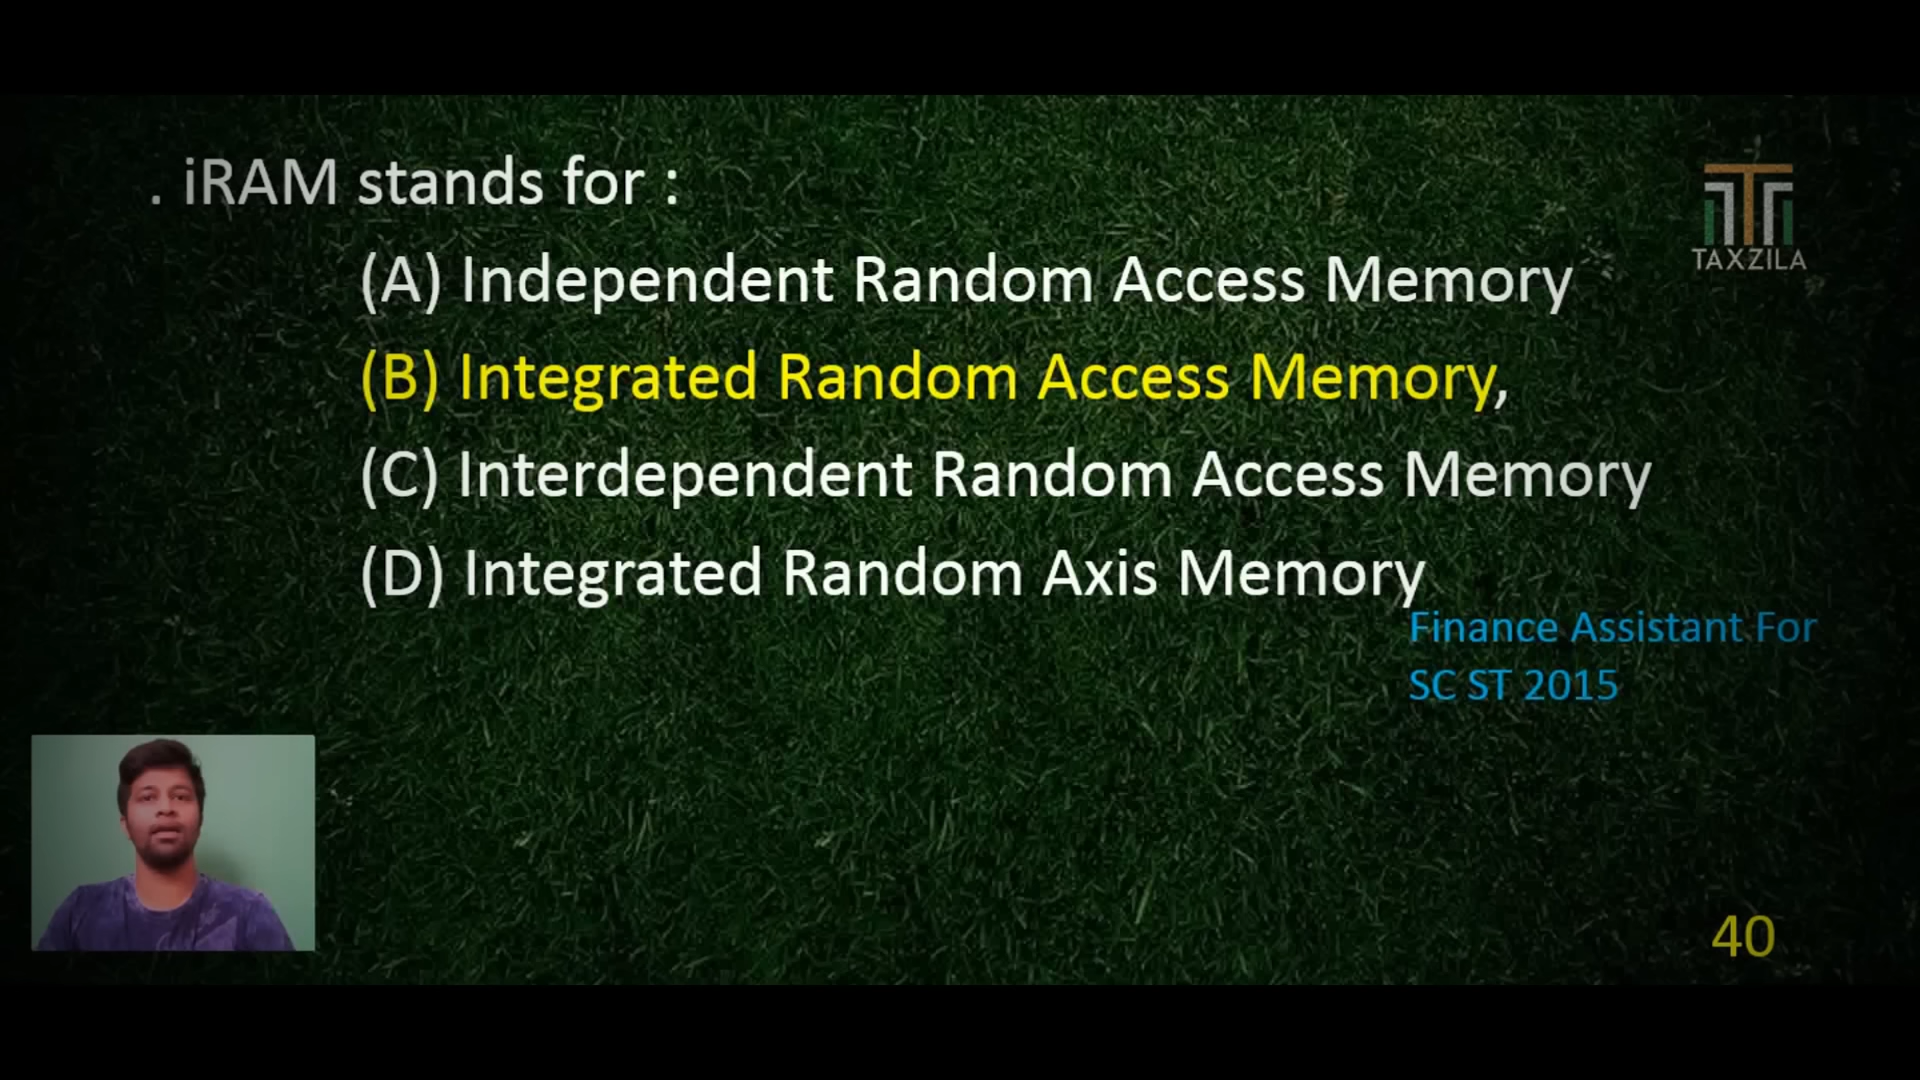 . iRAM stands for :
(A) Independent Random Access Memory
(B) Integrated Random Access Memory,
(C) Interdependent Random Access Memory
(D) Integrated Random Axis Memory
TAXZILA
Finance Assistant For
SC ST 2015
40